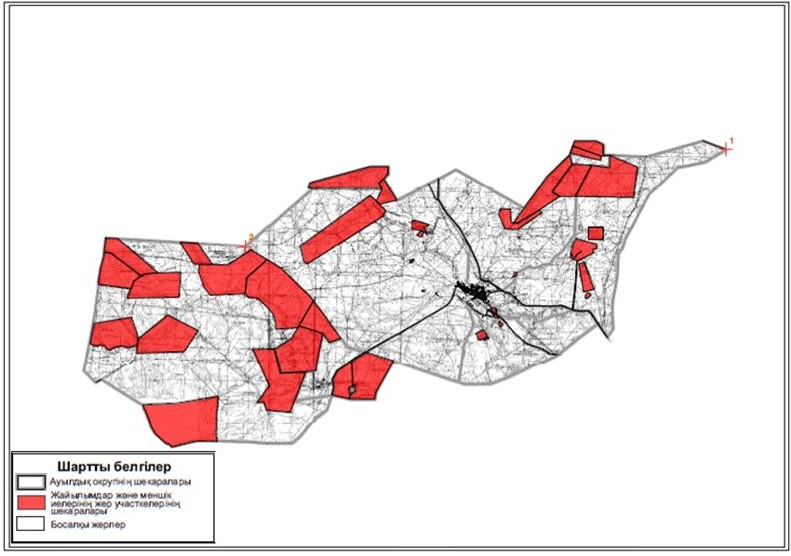 1
2
Шартты белгілер
Ауылдық округінің шекаралары
Жайылымдар және меншік
иелерінің жер участкелерінің
шекаралары
Босалқы жерлер